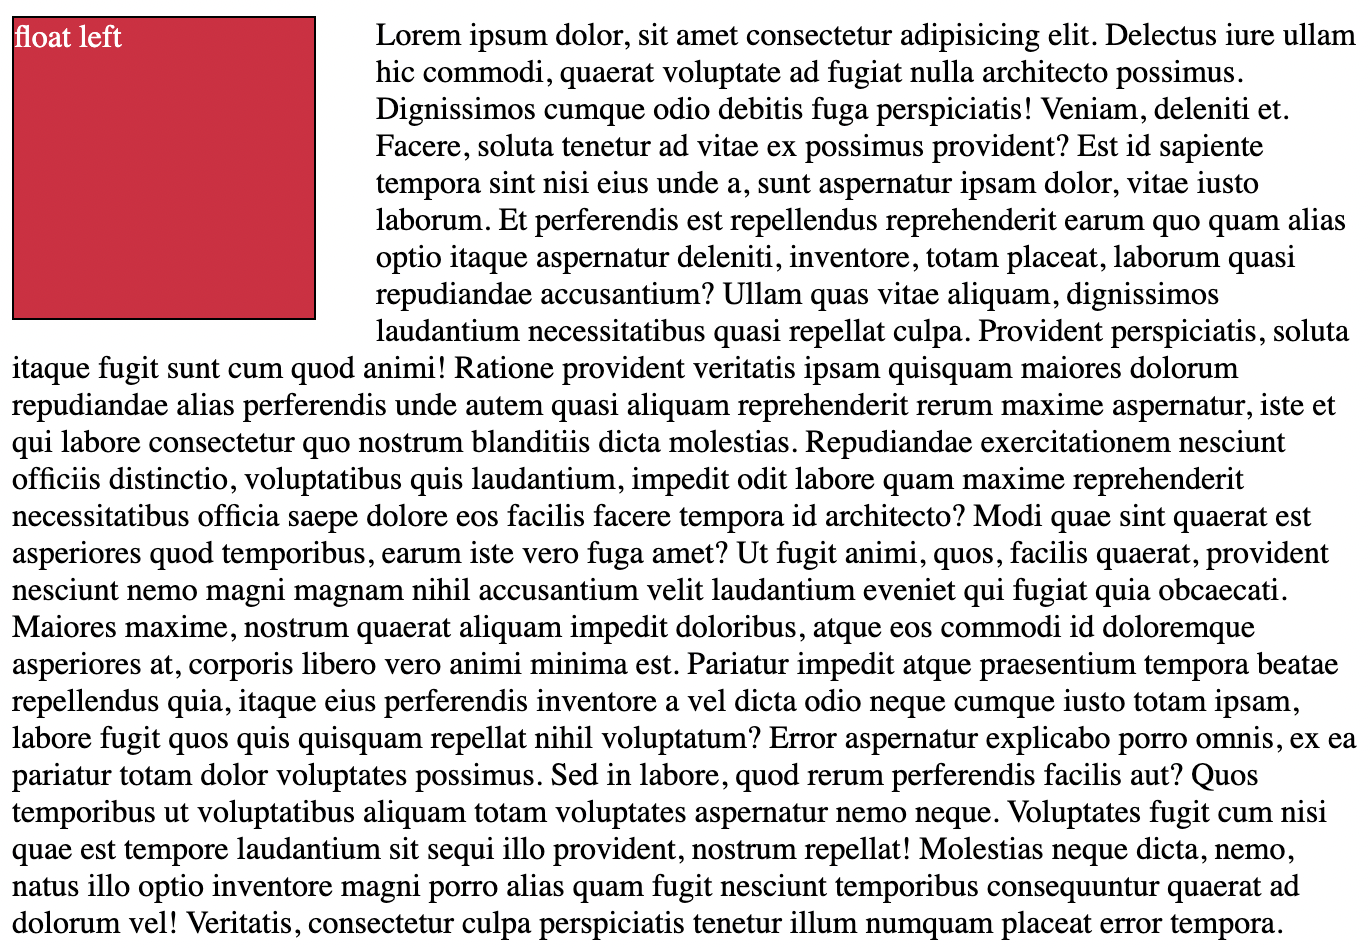 float left
Lorem ipsum dolor, sit amet consectetur adipisicing elit. Delectus iure ullam
hic commodi, quaerat voluptate ad fugiat nulla architecto possimus.
Dignissimos cumque odio debitis fuga perspiciatis! Veniam, deleniti et.
Facere, soluta tenetur ad vitae ex possimus provident? Est id sapiente
tempora sint nisi eius unde a, sunt aspernatur ipsam dolor, vitae iusto
laborum. Et perferendis est repellendus reprehenderit earum quo quam alias
optio itaque aspernatur deleniti, inventore, totam placeat, laborum quasi
repudiandae accusantium? Ullam quas vitae aliquam, dignissimos
laudantium necessitatibus quasi repellat culpa. Provident perspiciatis, soluta
itaque fugit sunt cum quod animi! Ratione provident veritatis ipsam quisquam maiores dolorum
repudiandae alias perferendis unde autem quasi aliquam reprehenderit rerum maxime aspernatur, iste et
qui labore consectetur quo nostrum blanditiis dicta molestias. Repudiandae exercitationem nesciunt
officiis distinctio, voluptatibus quis laudantium, impedit odit labore quam maxime reprehenderit
necessitatibus officia saepe dolore eos facilis facere tempora id architecto? Modi quae sint quaerat est
asperiores quod temporibus, earum iste vero fuga amet? Ut fugit animi, quos, facilis quaerat, provident
nesciunt nemo magni magnam nihil accusantium velit laudantium eveniet qui fugiat quia obcaecati.
Maiores maxime, nostrum quaerat aliquam impedit doloribus, atque eos commodi id doloremque
asperiores at, corporis libero vero animi minima est. Pariatur impedit atque praesentium tempora beatae
repellendus quia, itaque eius perferendis inventore a vel dicta odio neque cumque iusto totam ipsam,
labore fugit quos quis quisquam repellat nihil voluptatum? Error aspernatur explicabo porro omnis, ex ea
pariatur totam dolor voluptates possimus. Sed in labore, quod rerum perferendis facilis aut? Quos
temporibus ut voluptatibus aliquam totam voluptates aspernatur nemo neque. Voluptates fugit cum nisi
quae est tempore laudantium sit sequi illo provident, nostrum repellat! Molestias neque dicta, nemo,
natus illo optio inventore magni porro alias quam fugit nesciunt temporibus consequuntur quaerat ad
dolorum vel! Veritatis, consectetur culpa perspiciatis tenetur illum numquam placeat error tempora.